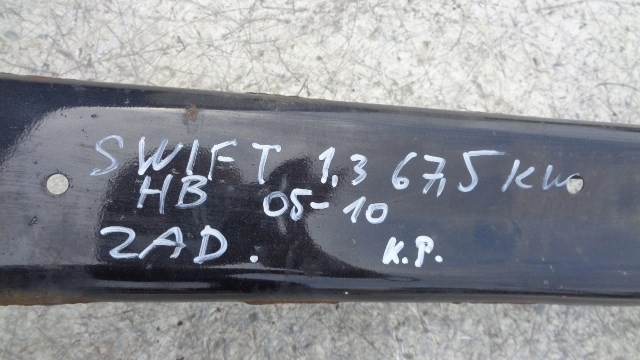 SWIFT 1,3 67,5 KW
HB 05-10
ZAD. K.P.